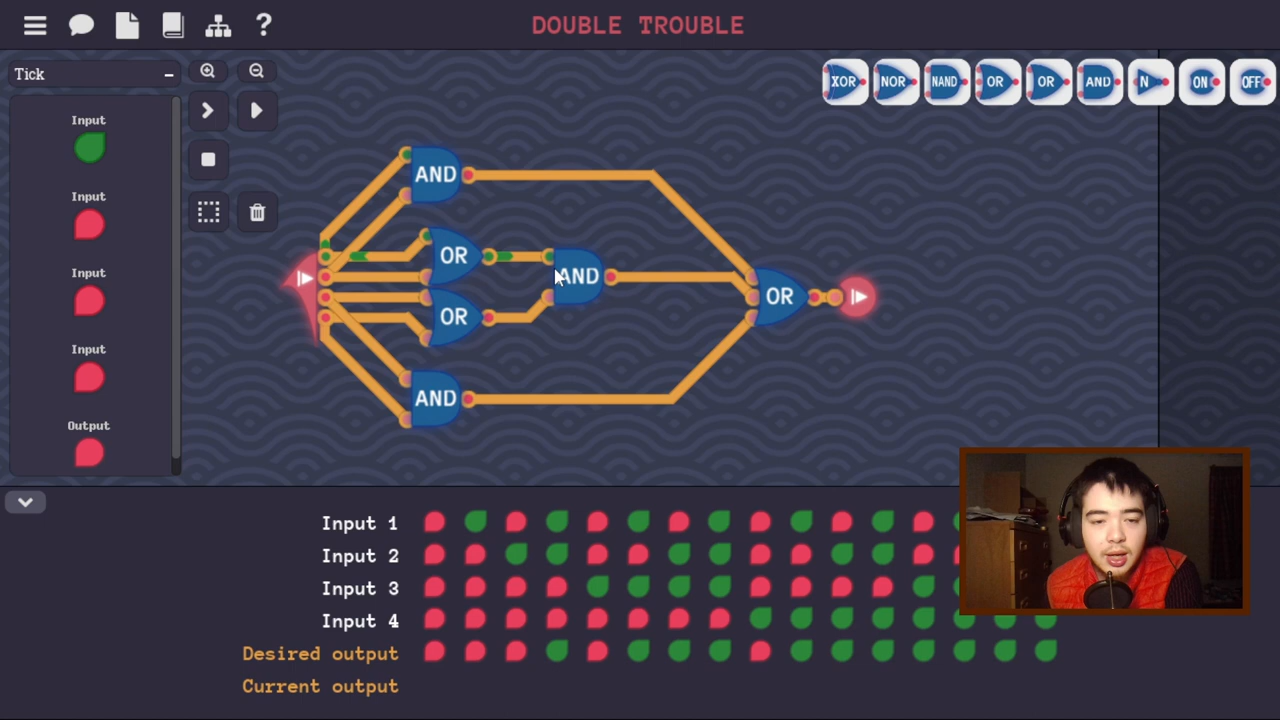 DOUBLE TROUBLE
Tick
XOR NOR NAND OR OR AND N ON OFF
Input
Input
Input
Input
Output
AND
OR
AND
OR
OR
AND
Input 1
Input 2
Input 3
Input 4
Desired output
Current output